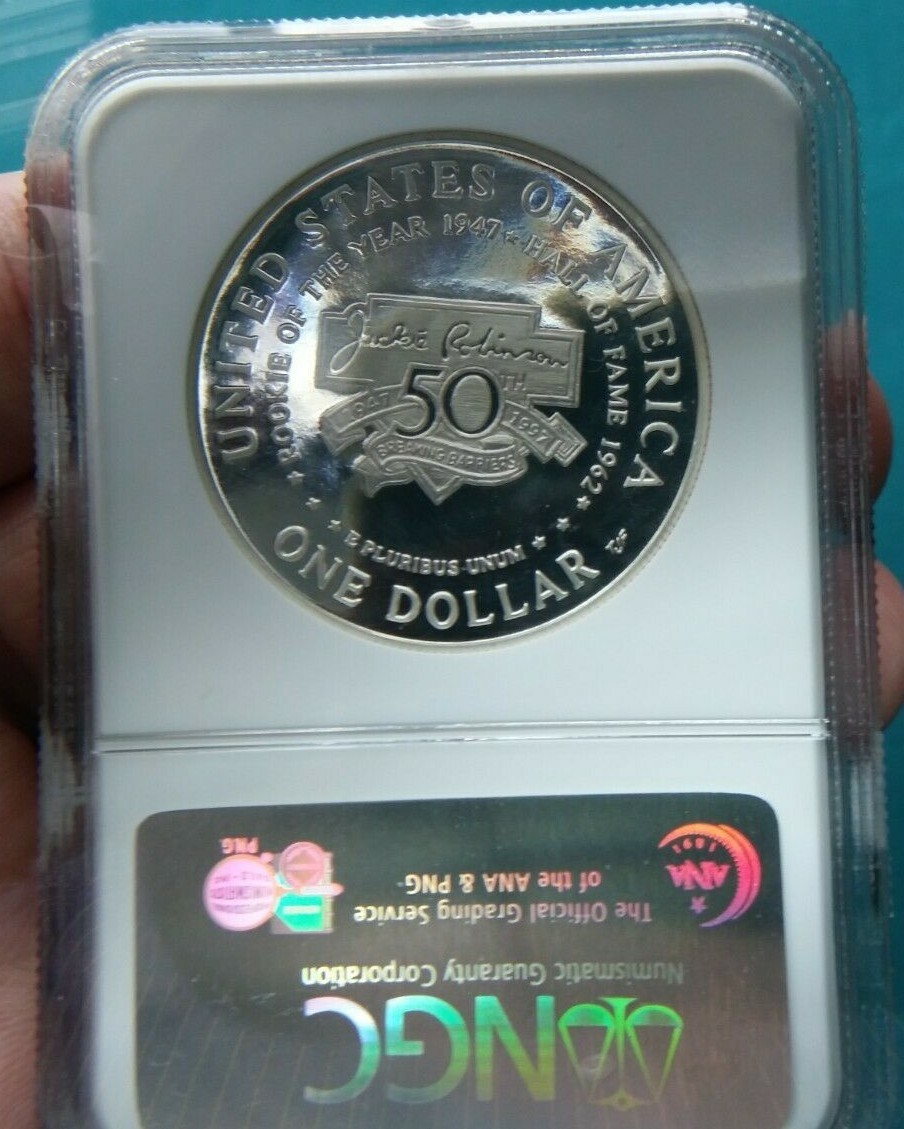 UNITED STATES OF AMERICA
ROOKIE OF THE YEAR 1947 ★ HALL OF FAME 1962
Jackie Robinson
50TH
1947 1997
BREAKING BARRIERS
E PLURIBUS UNUM
ONE DOLLAR
NGC
Numismatic Guaranty Corporation
The Official Grading Service
of the ANA & PNG
ANA
1891
PNG